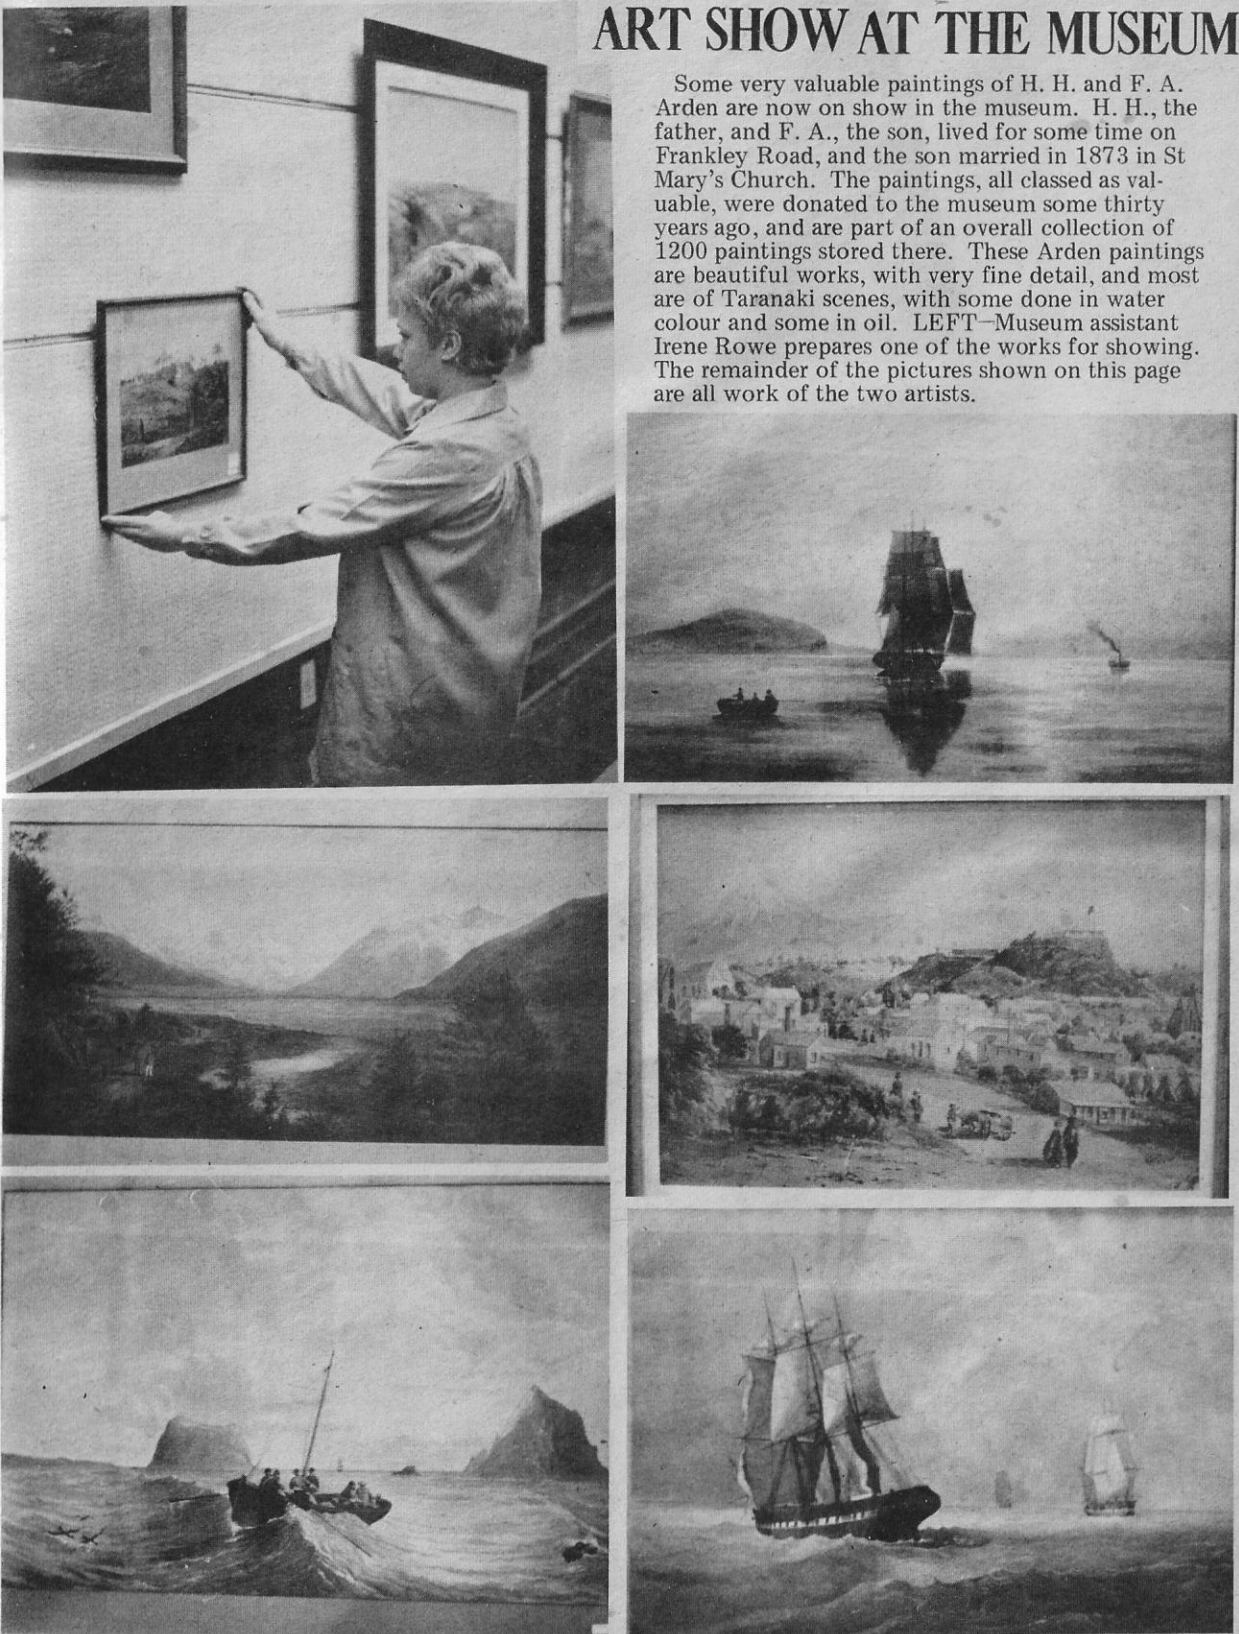 ART SHOW AT THE MUSEUM
Some very valuable paintings of H. H. and F. A.
Arden are now on show in the museum. H. H., the
father, and F. A., the son, lived for some time on
Frankley Road, and the son married in 1873 in St
Mary's Church. The paintings, all classed as val-
uable, were donated to the museum some thirty
years ago, and are part of an overall collection of
1200 paintings stored there. These Arden paintings
are beautiful works, with very fine detail, and most
are of Taranaki scenes, with some done in water
colour and some in oil. LEFT—Museum assistant
Irene Rowe prepares one of the works for showing.
The remainder of the pictures shown on this page
are all work of the two artists.